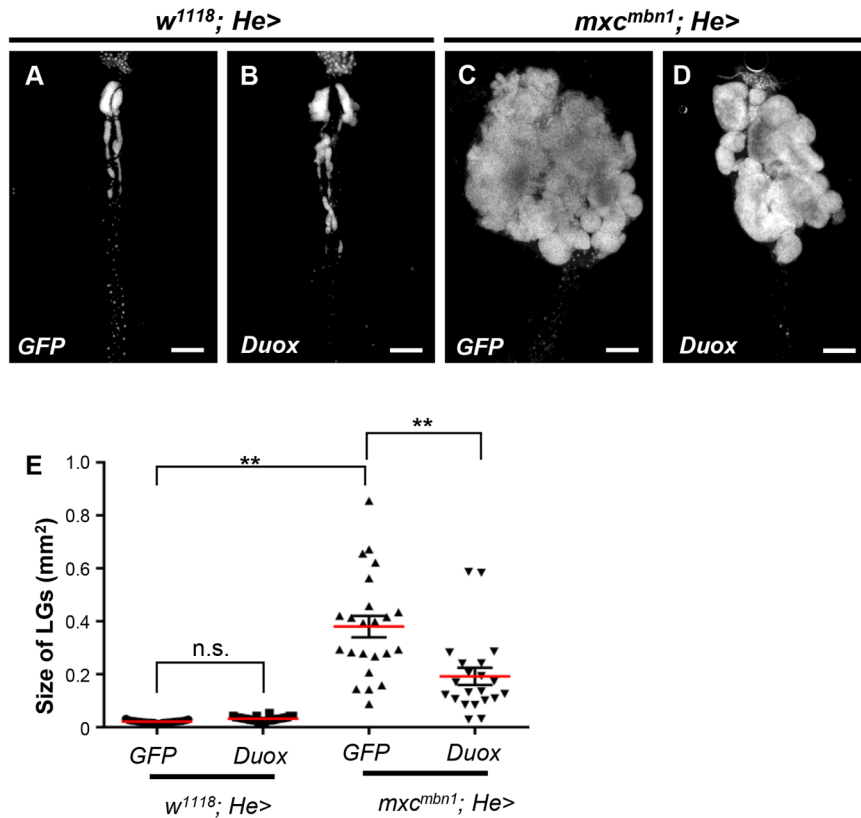 w1118; He> mxcmbn1; He>
A B C D
GFP Duox GFP Duox
E
** **
n.s.
Size of LGs (mm2)
1.0
0.8
0.6
0.4
0.2
0
GFP Duox GFP Duox
w1118; He> mxcmbn1; He>